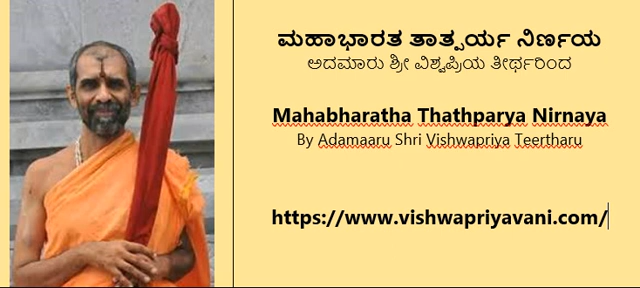 ಮಹಾಭಾರತ ತಾತ್ಪರ್ಯ ನಿರ್ಣಯ
ಅದಮಾರು ಶ್ರೀ ವಿಶ್ವಪ್ರಿಯ ತೀರ್ಥರಿಂದ
Mahabharatha Thathparya Nirnaya
By Adamaaru Shri Vishwapriya Teertharu
https://www.vishwapriyavani.com/